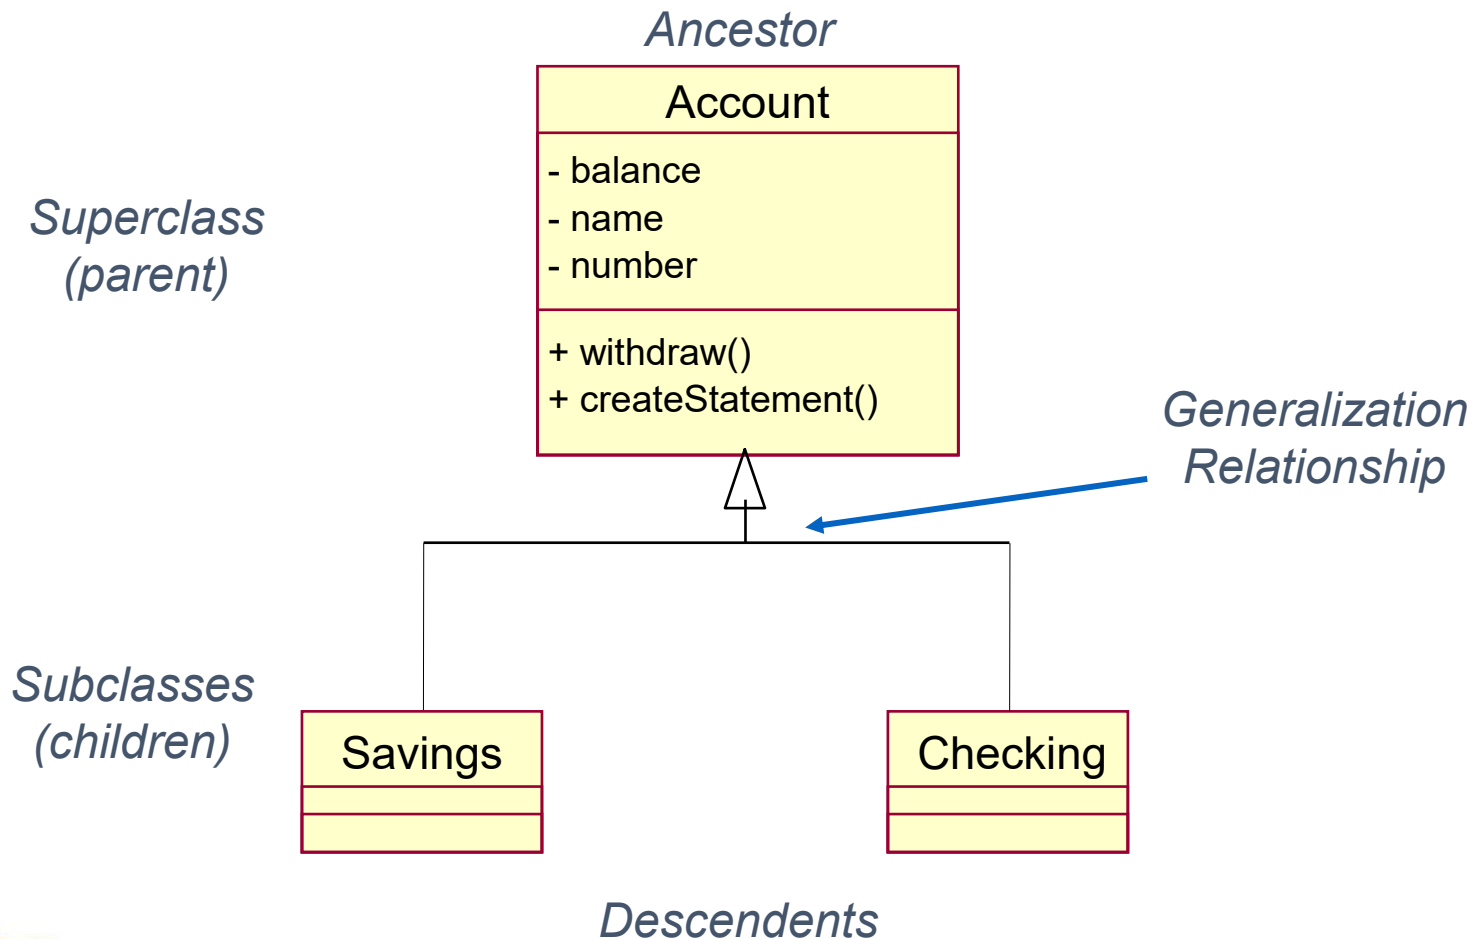 Ancestor
Account
- balance
- name
- number
Superclass
(parent)
+ withdraw()
+ createStatement()
Generalization
Relationship
Subclasses
(children)
Savings
Checking
Descendents